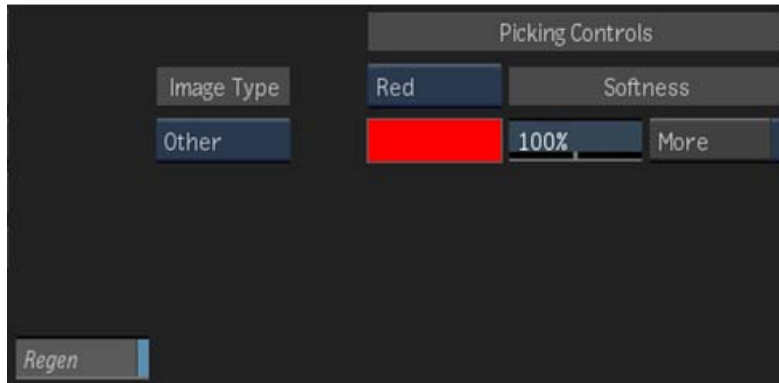 Picking Controls
Image Type
Red
Softness
Other
100%
More
Regen